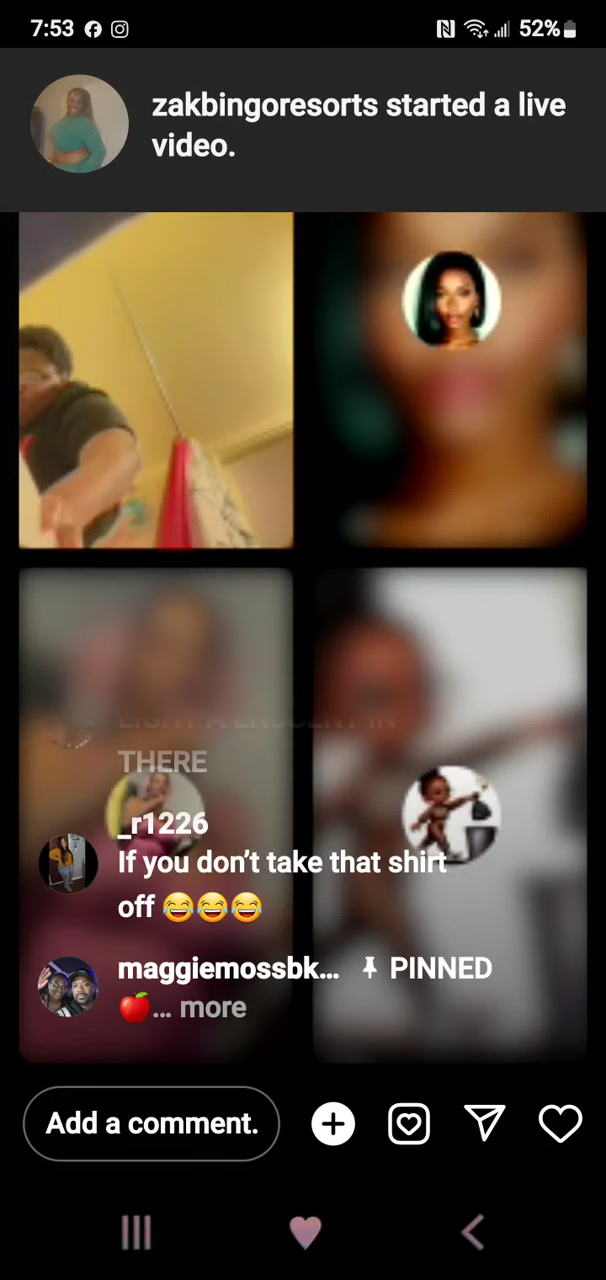 7:53
52%
zakbingoresorts started a live
video.
THERE
_r1226
If you don't take that shirt
off 😂😂😂
maggiemossbk... PINNED
🍎... more
Add a comment.